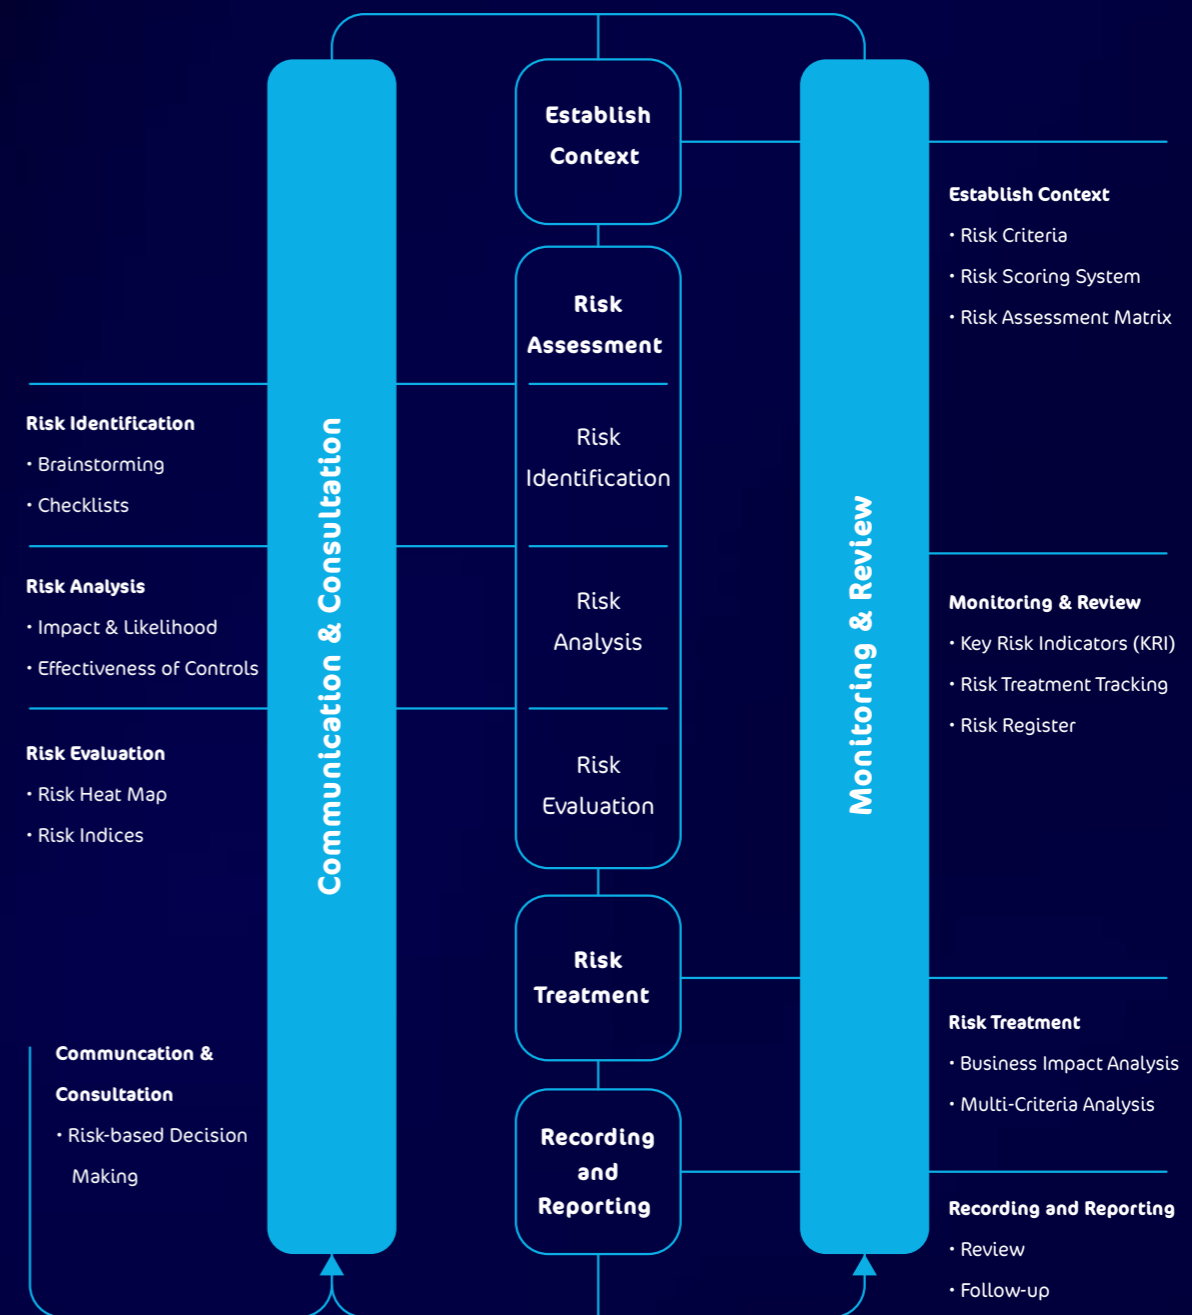 Establish
Context
Risk
Assessment
Risk
Identification
Risk
Analysis
Risk
Evaluation
Risk
Treatment
Recording
and
Reporting
Communication & Consultation
Monitoring & Review
Risk Identification
• Brainstorming
• Checklists
Risk Analysis
• Impact & Likelihood
• Effectiveness of Controls
Risk Evaluation
• Risk Heat Map
• Risk Indices
Communcation &
Consultation
• Risk-based Decision
Making
Establish Context
• Risk Criteria
• Risk Scoring System
• Risk Assessment Matrix
Monitoring & Review
• Key Risk Indicators (KRI)
• Risk Treatment Tracking
• Risk Register
Risk Treatment
• Business Impact Analysis
• Multi-Criteria Analysis
Recording and Reporting
• Review
• Follow-up